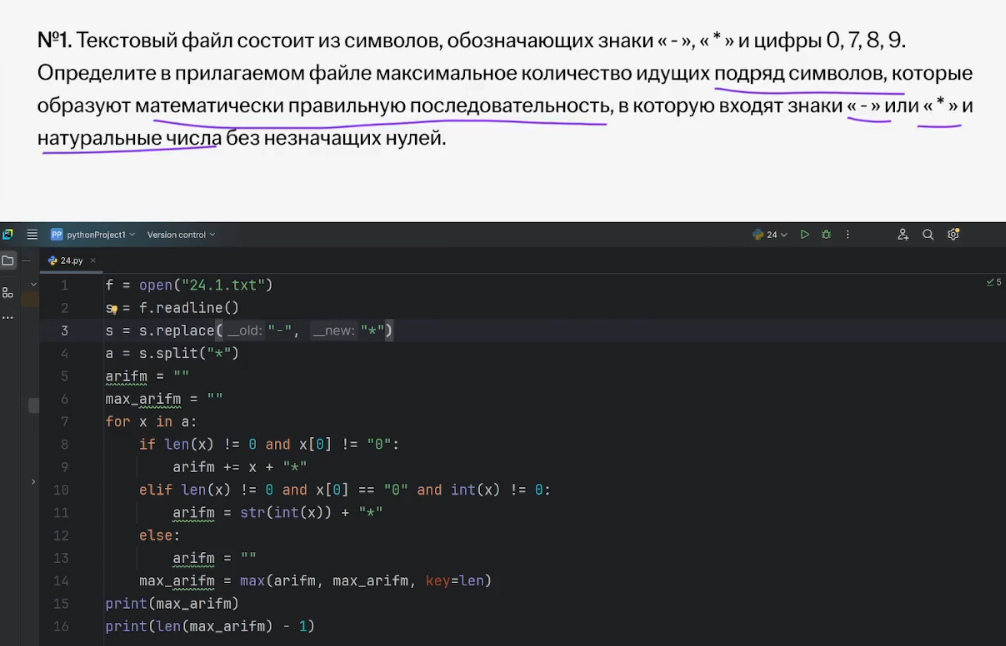 №1. Текстовый файл состоит из символов, обозначающих знаки « - », « * » и цифры 0, 7, 8, 9.
Определите в прилагаемом файле максимальное количество идущих подряд символов, которые
образуют математически правильную последовательность, в которую входят знаки « - » или « * » и
натуральные числа без незначащих нулей.
PP pythonProject1 Version control 24
24.py
5
1 f = open("24.1.txt")
2 s = f.readline()
3 s = s.replace(__old: "-", __new: "*")
4 a = s.split("*")
5 arifm = ""
6 max_arifm = ""
7 for x in a:
8 if len(x) != 0 and x[0] != "0":
9 arifm += x + "*"
10 elif len(x) != 0 and x[0] == "0" and int(x) != 0:
11 arifm = str(int(x)) + "*"
12 else:
13 arifm = ""
14 max_arifm = max(arifm, max_arifm, key=len)
15 print(max_arifm)
16 print(len(max_arifm) - 1)